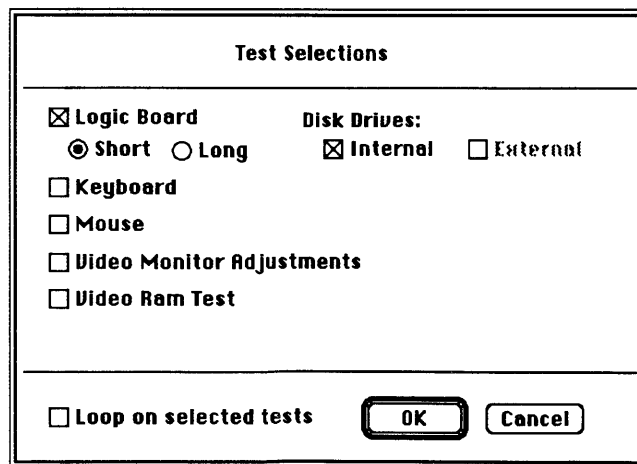 Test Selections
Logic Board
Disk Drives:
Short Long
Internal External
Keyboard
Mouse
Video Monitor Adjustments
Video Ram Test
Loop on selected tests
OK Cancel